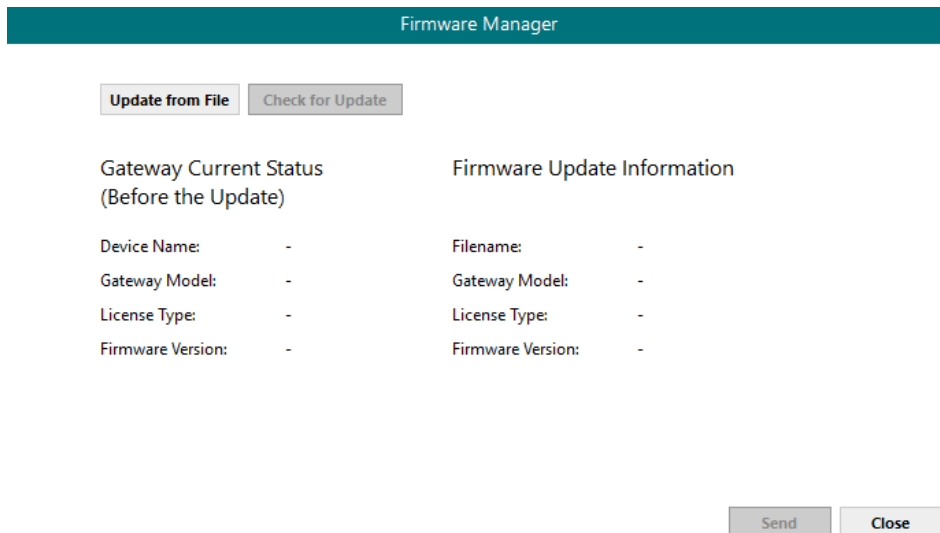 Firmware Manager
Update from File
Check for Update
Gateway Current Status
(Before the Update)
Device Name: -
Gateway Model: -
License Type: -
Firmware Version: -
Firmware Update Information
Filename: -
Gateway Model: -
License Type: -
Firmware Version: -
Send
Close